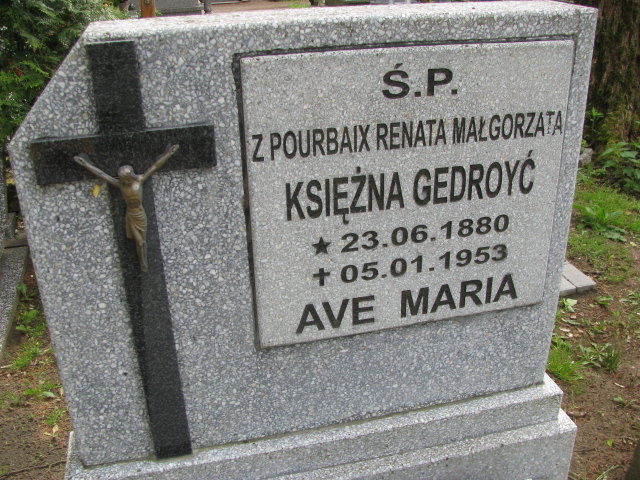 Ś.P.
Z POURBAIX RENATA MAŁGORZATA
KSIĘŻNA GEDROYĆ
★ 23.06.1880
✝ 05.01.1953
AVE MARIA